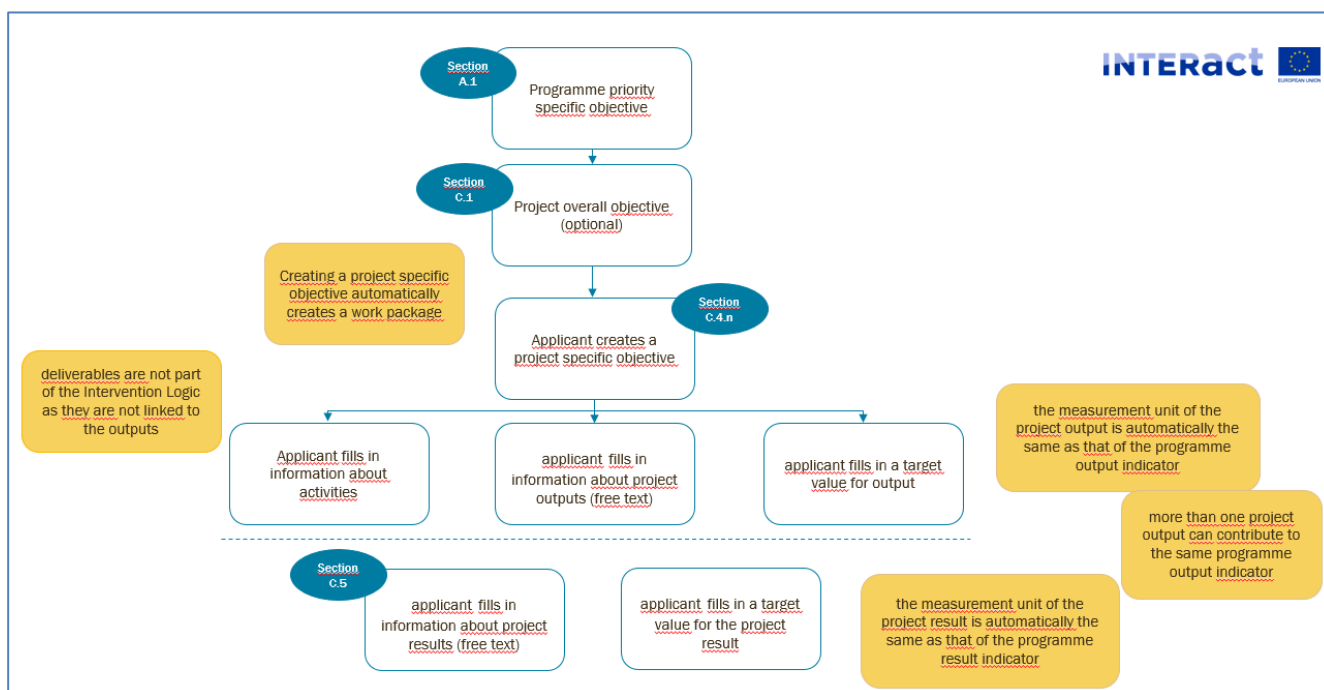 Section
A.1
Programme priority
specific objective
INTERact
EUROPEAN UNION
Section
C.1
Project overall objective
(optional)
Creating a project specific
objective automatically
creates a work package
Section
C.4.n
Applicant creates a
project specific objective
deliverables are not part
of the Intervention Logic
as they are not linked to
the outputs
Applicant fills in
information about
activities
applicant fills in
information about project
outputs (free text)
applicant fills in a target
value for output
the measurement unit of the
project output is automatically the
same as that of the programme
output indicator
more than one project
output can contribute to
the same programme
output indicator
Section
C.5
applicant fills in
information about project
results (free text)
applicant fills in a target
value for the project
result
the measurement unit of the
project result is automatically the
same as that of the programme
result indicator